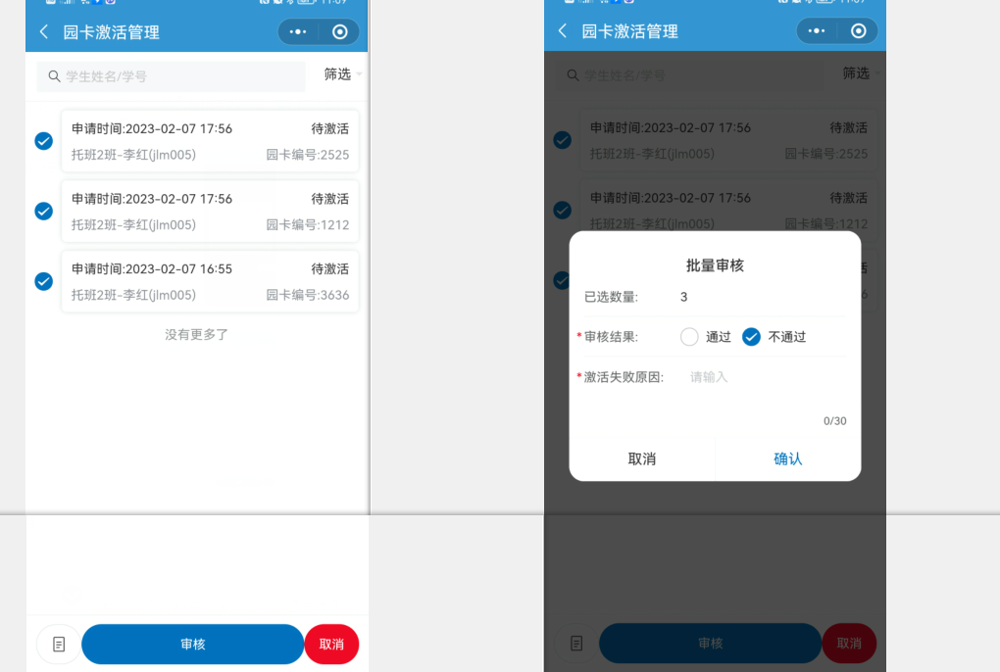 11:09
园卡激活管理
学生姓名/学号
筛选
申请时间:2023-02-07 17:56
待激活
托班2班-李红(jlm005)
园卡编号:2525
申请时间:2023-02-07 17:56
待激活
托班2班-李红(jlm005)
园卡编号:1212
申请时间:2023-02-07 16:55
待激活
托班2班-李红(jlm005)
园卡编号:3636
没有更多了
审核
取消
11:09
园卡激活管理
学生姓名/学号
筛选
申请时间:2023-02-07 17:56
待激活
托班2班-李红(jlm005)
园卡编号:2525
申请时间:2023-02-07 17:56
待激活
托班2班-李红(jlm005)
园卡编号:1212
活
6
批量审核
已选数量:
3
*审核结果:
通过
不通过
*激活失败原因:
请输入
0/30
取消
确认
审核
取消